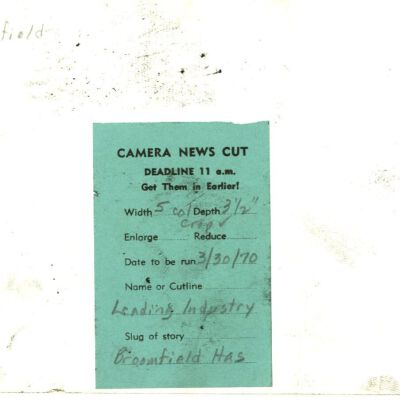 field
CAMERA NEWS CUT
DEADLINE 11 a.m.
Get Them in Earlier!
Width 5 col Depth 3 1/2"
crop
Enlarge Reduce
Date to be run 3/30/70
Name or Cutline
Leading Industry
Slug of story
Broomfield Has